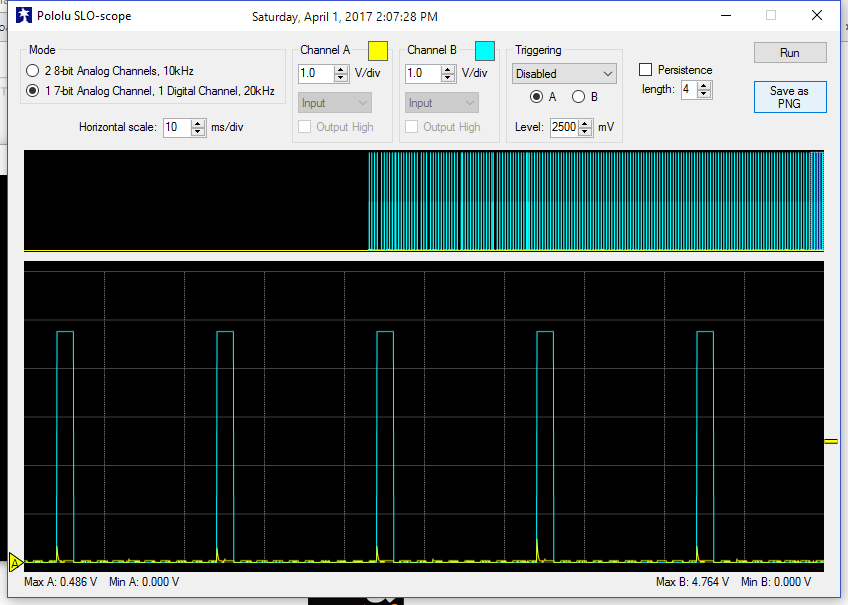 Pololu SLO-scope
Saturday, April 1, 2017 2:07:28 PM
Mode
2 8-bit Analog Channels, 10kHz
1 7-bit Analog Channel, 1 Digital Channel, 20kHz
Horizontal scale: 10 ms/div
Channel A
1.0 V/div
Input
Output High
Channel B
1.0 V/div
Input
Output High
Triggering
Disabled
A B
Level: 2500 mV
Persistence
length: 4
Run
Save as
PNG
A
Max A: 0.486 V Min A: 0.000 V
Max B: 4.764 V Min B: 0.000 V